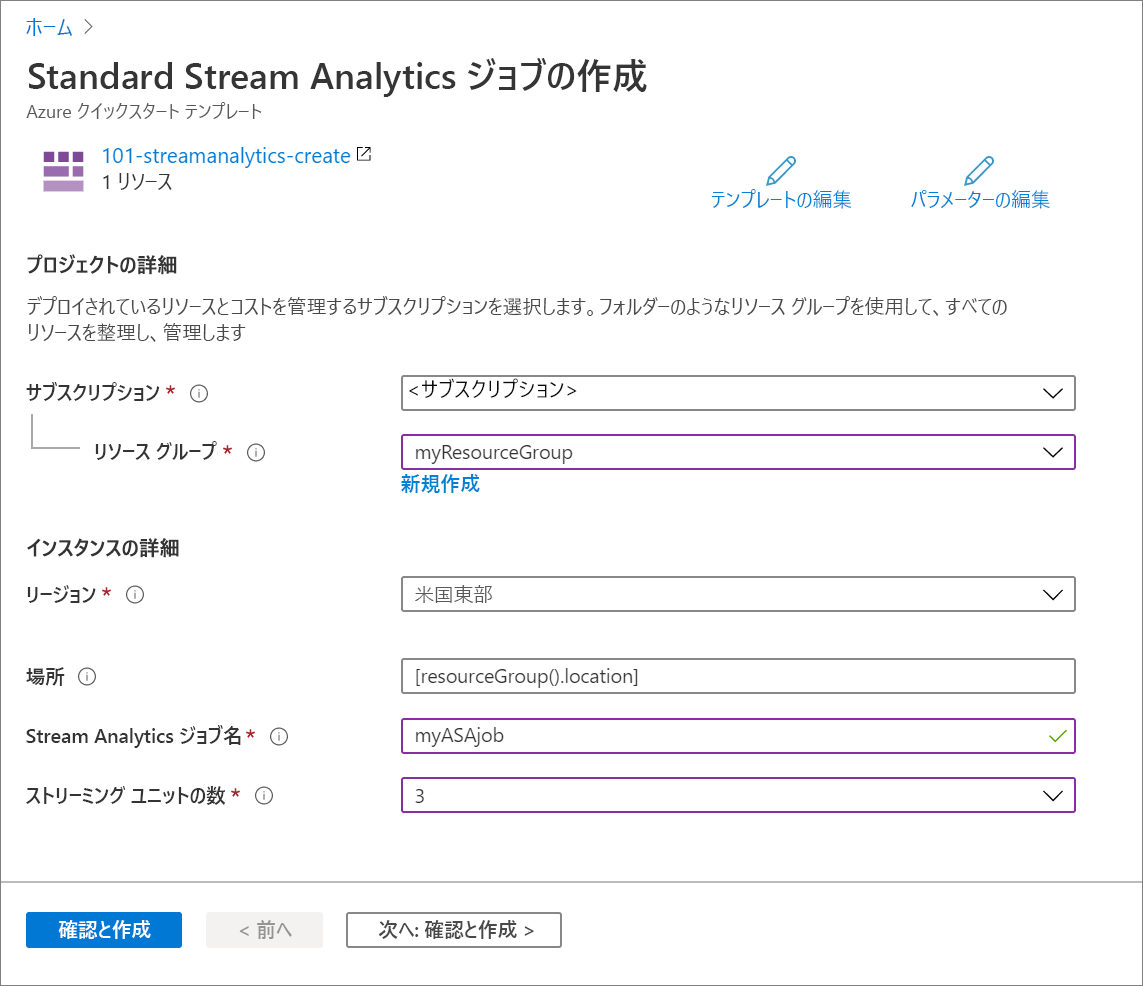 ホーム >
Standard Stream Analytics ジョブの作成
Azure クイックスタート テンプレート
101-streamanalytics-create
1 リソース
テンプレートの編集
パラメーターの編集
プロジェクトの詳細
デプロイされているリソースとコストを管理するサブスクリプションを選択します。フォルダーのようなリソース グループを使用して、すべての
リソースを整理し、管理します
サブスクリプション *
<サブスクリプション>
リソース グループ *
myResourceGroup
新規作成
インスタンスの詳細
リージョン *
米国東部
場所
[resourceGroup().location]
Stream Analytics ジョブ名 *
myASAjob
ストリーミング ユニットの数 *
3
確認と作成
< 前へ
次へ: 確認と作成 >